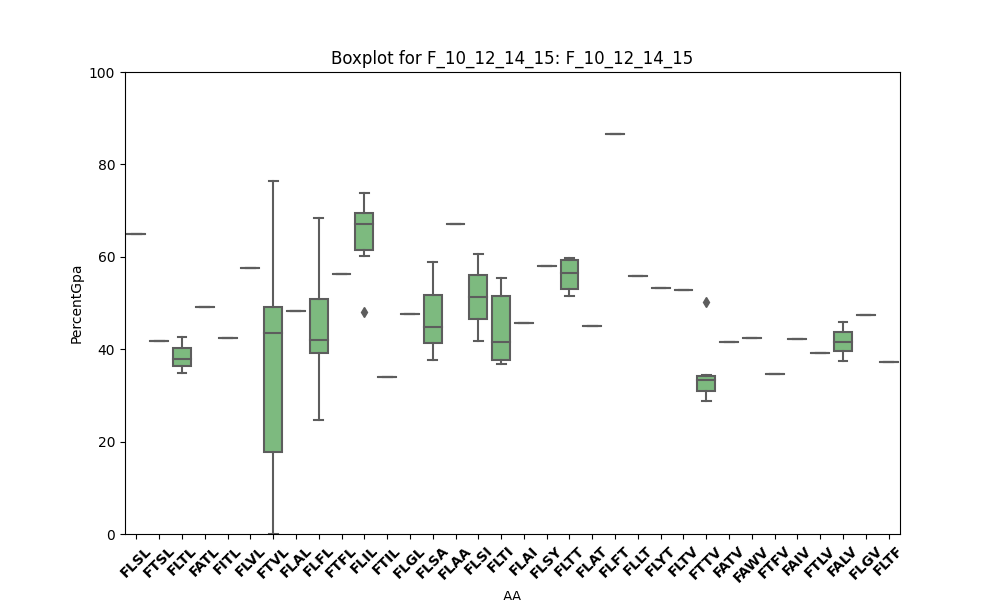 Boxplot for F_10_12_14_15: F_10_12_14_15
100
80
60
40
20
0
PercentGpa
FLSL FTSL FLTL FATL FITL FLVL FTVL FLAL FLFL FTFL FLIL FTIL FLGL FLSA FLAA FLSI FLTI FLAI FLSY FLTT FLAT FLFT FLLT FLYT FLTV FTTV FATV FAWV FTFV FAIV FTLV FALV FLGV FLTF
AA